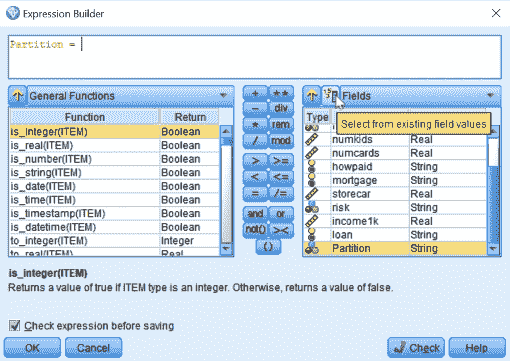 Expression Builder
Partition =
General Functions
Function Return
is_integer(ITEM) Boolean
is_real(ITEM) Boolean
is_number(ITEM) Boolean
is_string(ITEM) Boolean
is_date(ITEM) Boolean
is_time(ITEM) Boolean
is_timestamp(ITEM) Boolean
is_datetime(ITEM) Boolean
to_integer(ITEM) Integer
to_real(ITEM) Real
+ **
- div
* rem
/ mod
> >=
< <=
= /=
and or
not() ><
()
Fields
Type
Select from existing field values
numkids Real
numcards Real
howpaid String
mortgage String
storecar Real
risk String
income1k Real
loan String
Partition String
is_integer(ITEM)
Returns a value of true if ITEM type is an integer. Otherwise, returns a value of false.
Check expression before saving
OK Cancel Check Help